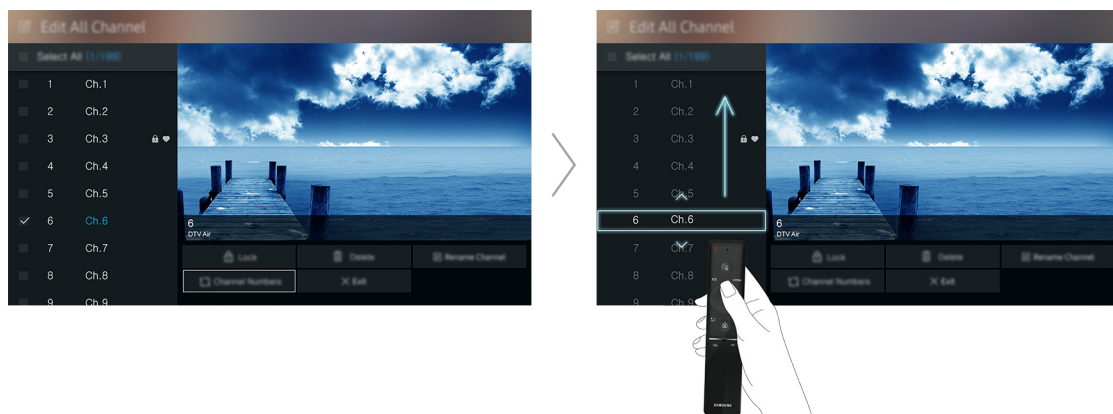 Edit All Channel
Select All (1/199)
1 Ch.1
2 Ch.2
3 Ch.3
4 Ch.4
5 Ch.5
6 Ch.6
7 Ch.7
8 Ch.8
9 Ch.9
6
DTV Air
Lock
Delete
Rename Channel
Channel Numbers
Exit
Edit All Channel
Select All (1/199)
1 Ch.1
2 Ch.2
3 Ch.3
4 Ch.4
5 Ch.5
6 Ch.6
7 Ch.7
8 Ch.8
9 Ch.9
6
DTV Air
Lock
Delete
Rename Channel
Channel Numbers
Exit
SAMSUNG